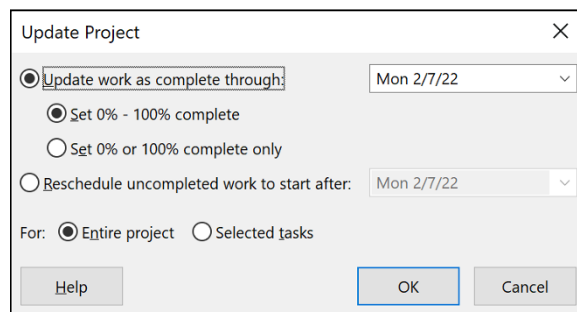 Update Project
Update work as complete through: Mon 2/7/22
Set 0% - 100% complete
Set 0% or 100% complete only
Reschedule uncompleted work to start after: Mon 2/7/22
For: Entire project Selected tasks
Help OK Cancel